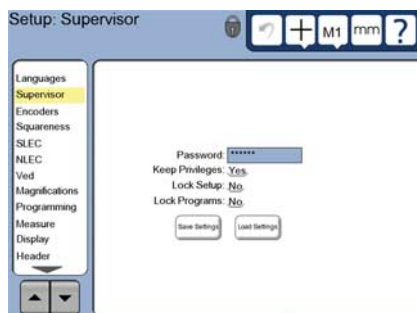 Setup: Supervisor
M1
mm
?
Languages
Supervisor
Encoders
Squareness
SLEC
NLEC
Ved
Magnifications
Programming
Measure
Display
Header
Password: ••••••
Keep Privileges: Yes
Lock Setup: No
Lock Programs: No
Save Settings
Load Settings